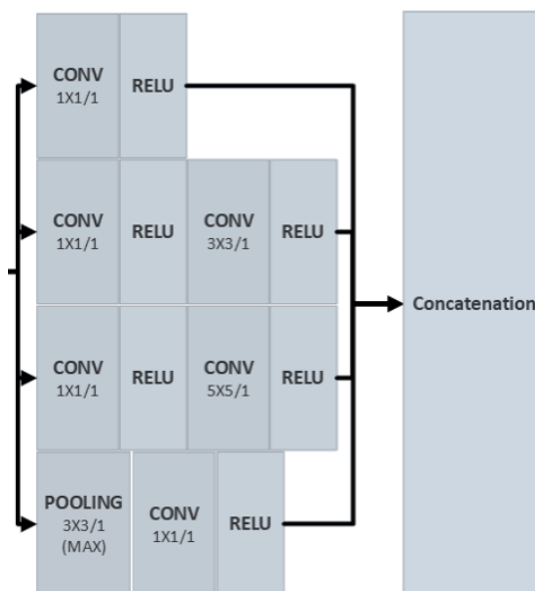 CONV
1X1/1
RELU
CONV
1X1/1
RELU
CONV
3X3/1
RELU
Concatenation
CONV
1X1/1
RELU
CONV
5X5/1
RELU
POOLING
3X3/1
(MAX)
CONV
1X1/1
RELU